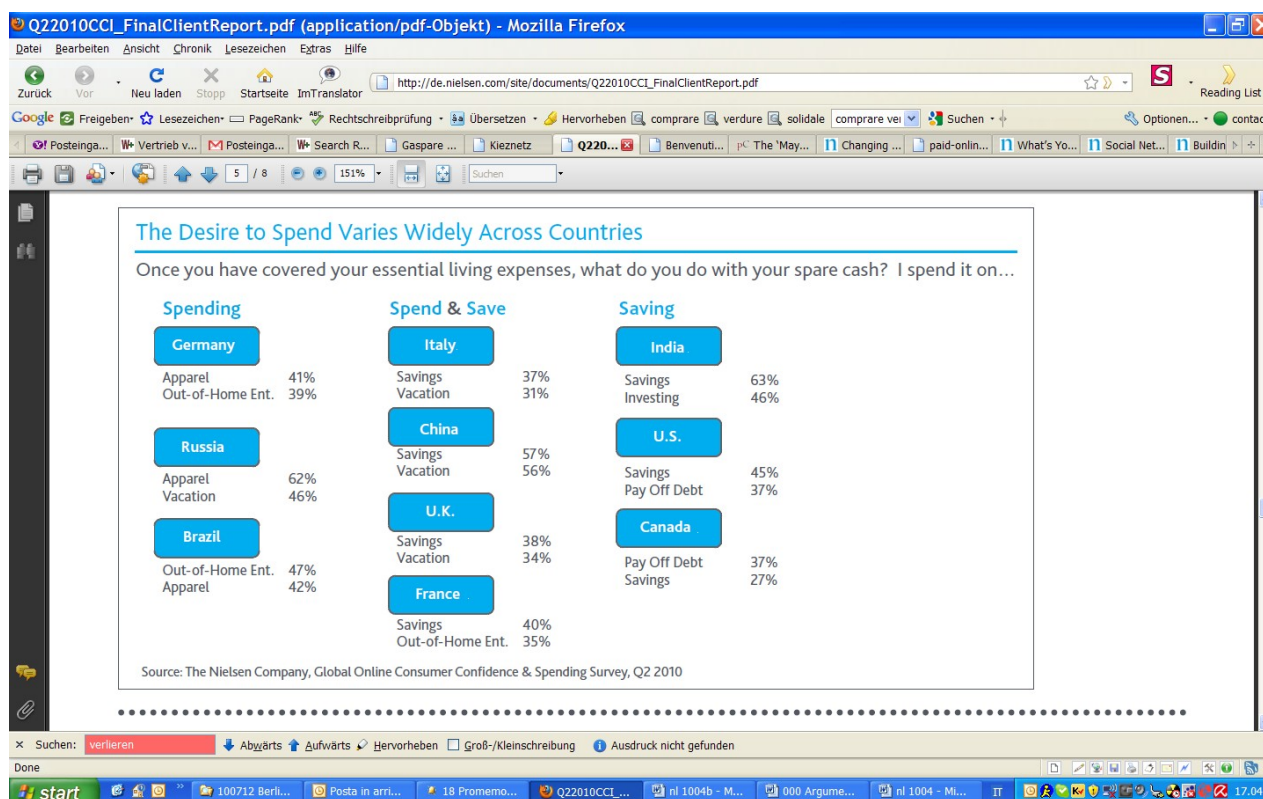 Q22010CCI_FinalClientReport.pdf (application/pdf-Objekt) - Mozilla Firefox
Datei Bearbeiten Ansicht Chronik Lesezeichen Extras Hilfe
Zurück Vor Neu laden Stopp Startseite ImTranslator http://de.nielsen.com/site/documents/Q22010CCI_FinalClientReport.pdf S Reading List
Google Freigeben Lesezeichen PageRank Rechtschreibprüfung Übersetzen Hervorheben comprare verdure solidale comprare ver Suchen Optionen... contac
Posteinga... Vertrieb v... Posteinga... Search R... Gaspare ... Kieznetz Q220... Benvenuti... The 'May... Changing ... paid-onlin... What's Yo... Social Net... Buildin
5 / 8 151% Suchen
The Desire to Spend Varies Widely Across Countries
Once you have covered your essential living expenses, what do you do with your spare cash? I spend it on...
Spending
Germany
Apparel 41%
Out-of-Home Ent. 39%
Russia
Apparel 62%
Vacation 46%
Brazil
Out-of-Home Ent. 47%
Apparel 42%
Spend & Save
Italy
Savings 37%
Vacation 31%
China
Savings 57%
Vacation 56%
U.K.
Savings 38%
Vacation 34%
France
Savings 40%
Out-of-Home Ent. 35%
Saving
India
Savings 63%
Investing 46%
U.S.
Savings 45%
Pay Off Debt 37%
Canada
Pay Off Debt 37%
Savings 27%
Source: The Nielsen Company, Global Online Consumer Confidence & Spending Survey, Q2 2010
Suchen: verlieren Abwärts Aufwärts Hervorheben Groß-/Kleinschreibung Ausdruck nicht gefunden
Done
start 100712 Berli... Posta in arri... 18 Promemo... Q22010CCI_... nl 1004b - M... 000 Argume... nl 1004 - Mi... IT 17.04